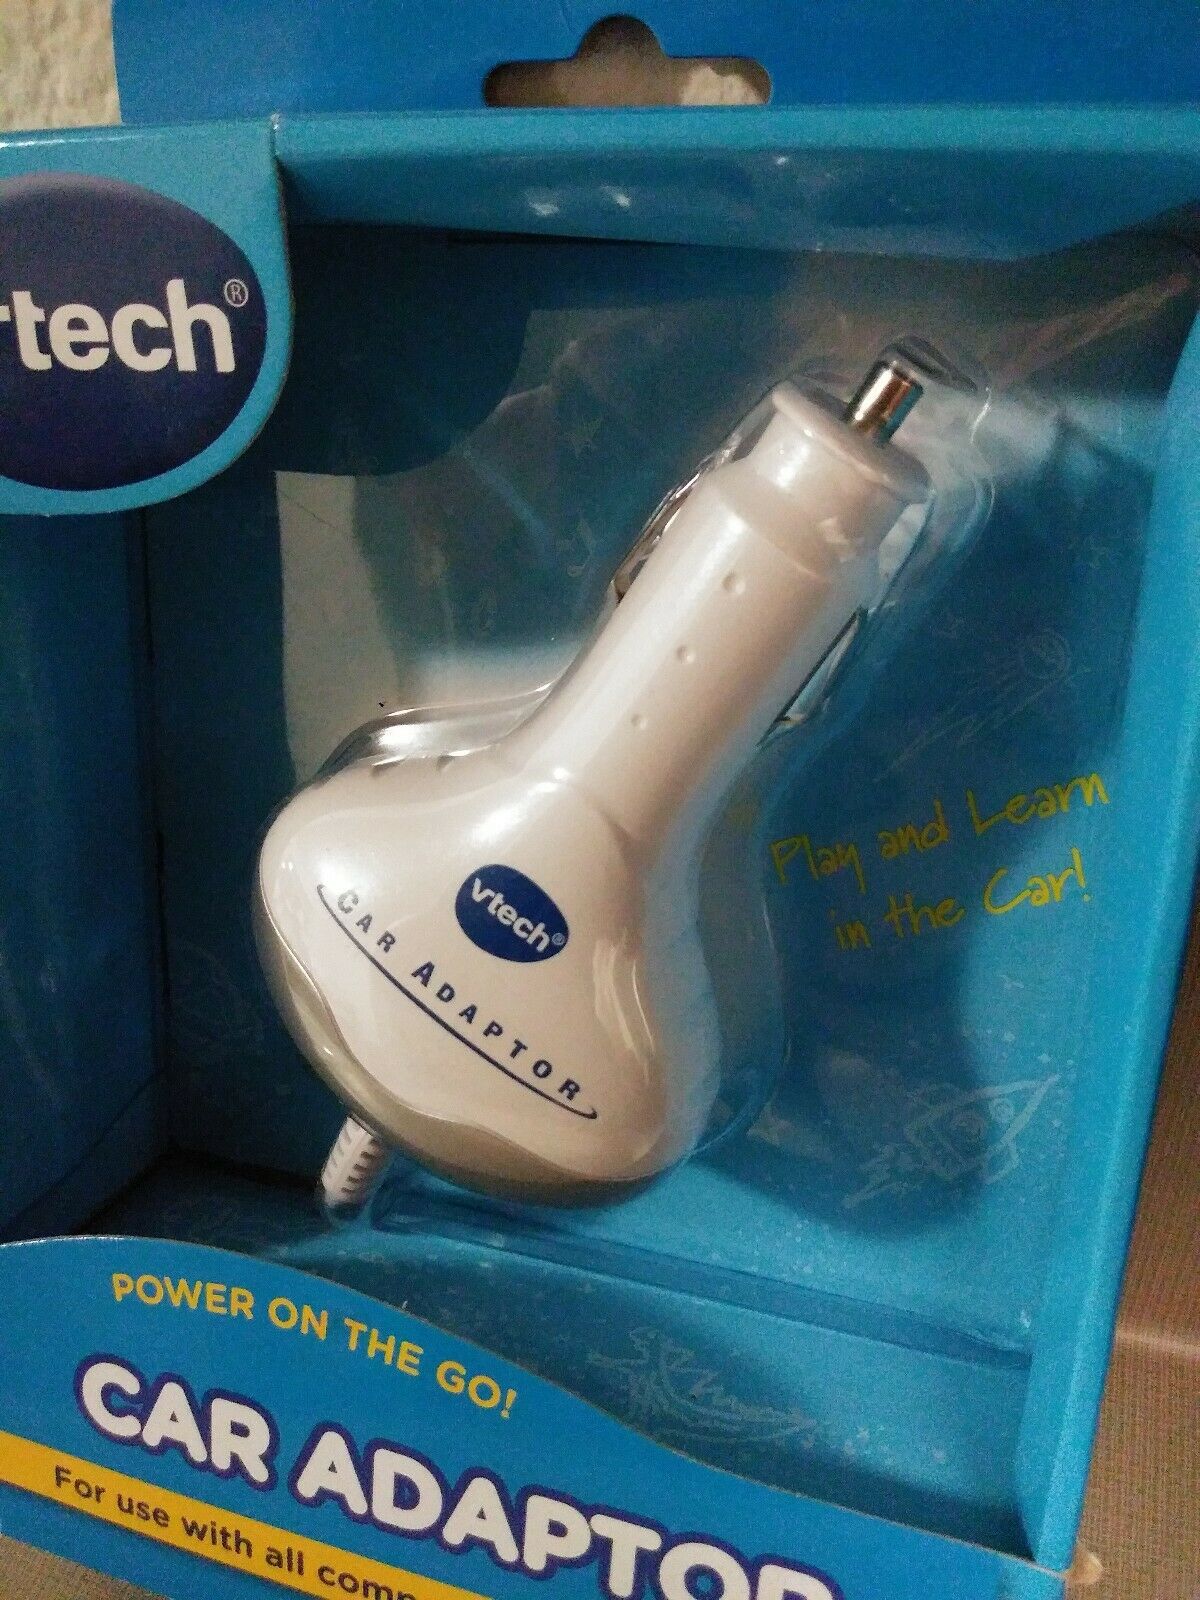 vtech®
Play and Learn
in the Car!
vtech®
CAR ADAPTOR
POWER ON THE GO!
CAR ADAPTOR
For use with all